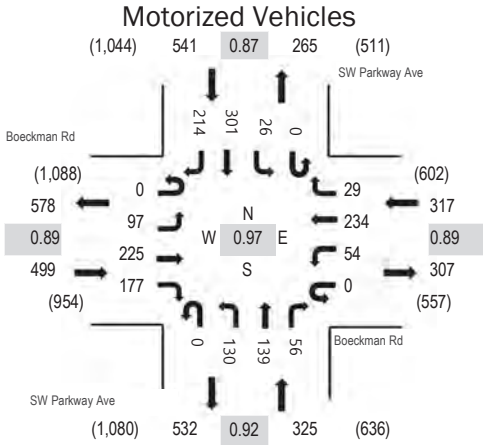 Motorized Vehicles
(1,044) 541 0.87 265 (511)
SW Parkway Ave
214 301 26 0
Boeckman Rd
(1,088) (602)
578 0 29 317
97 N 234
0.89 W 0.97 E 0.89
499 225 S 54 307
177 0
(954) (557)
0 130 139 56
Boeckman Rd
SW Parkway Ave
(1,080) 532 0.92 325 (636)